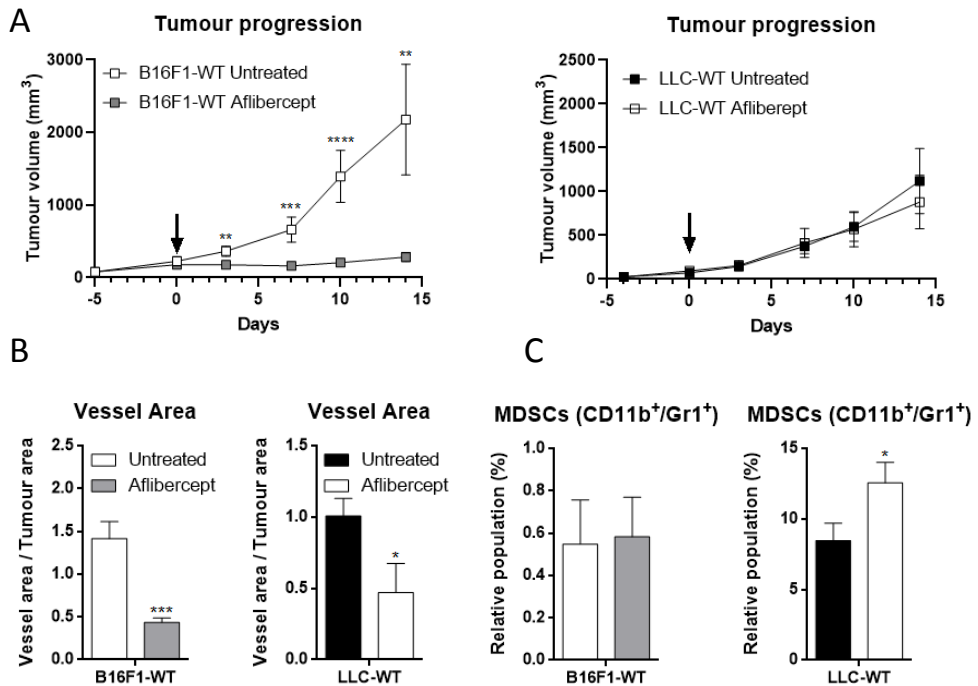 A
Tumour progression
Tumour volume (mm3)
3000
2000
1000
0
B16F1-WT Untreated
B16F1-WT Aflibercept
**
***
****
**
-5
0
5
10
15
Days
Tumour progression
Tumour volume (mm3)
2500
2000
1500
1000
500
0
LLC-WT Untreated
LLC-WT Aflibeperpt
-5
0
5
10
15
Days
B
Vessel Area
Vessel area / Tumour area
2.5
2.0
1.5
1.0
0.5
0.0
Untreated
Aflibercept
***
B16F1-WT
Vessel Area
Vessel area / Tumour area
1.5
1.0
0.5
0.0
Untreated
Aflibercept
*
LLC-WT
C
MDSCs (CD11b+/Gr1+)
Relative population (%)
1.0
0.8
0.6
0.4
0.2
0.0
B16F1-WT
MDSCs (CD11b+/Gr1+)
Relative population (%)
15
10
5
0
*
LLC-WT